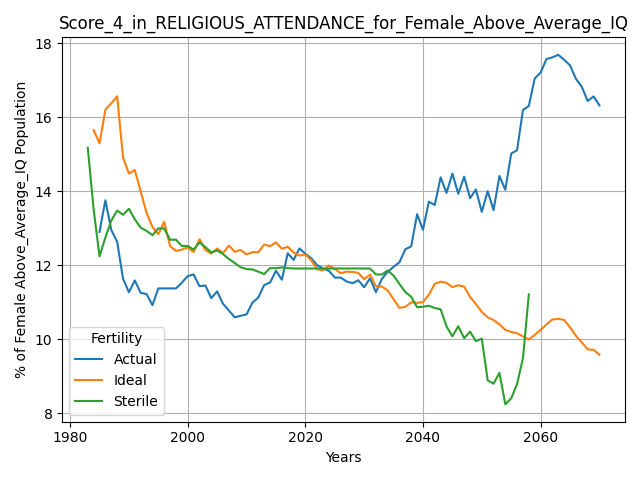 Score_4_in_RELIGIOUS_ATTENDANCE_for_Female_Above_Average_IQ
% of Female Above_Average_IQ Population
18
16
14
12
10
8
Fertility
Actual
Ideal
Sterile
1980
2000
2020
2040
2060
Years